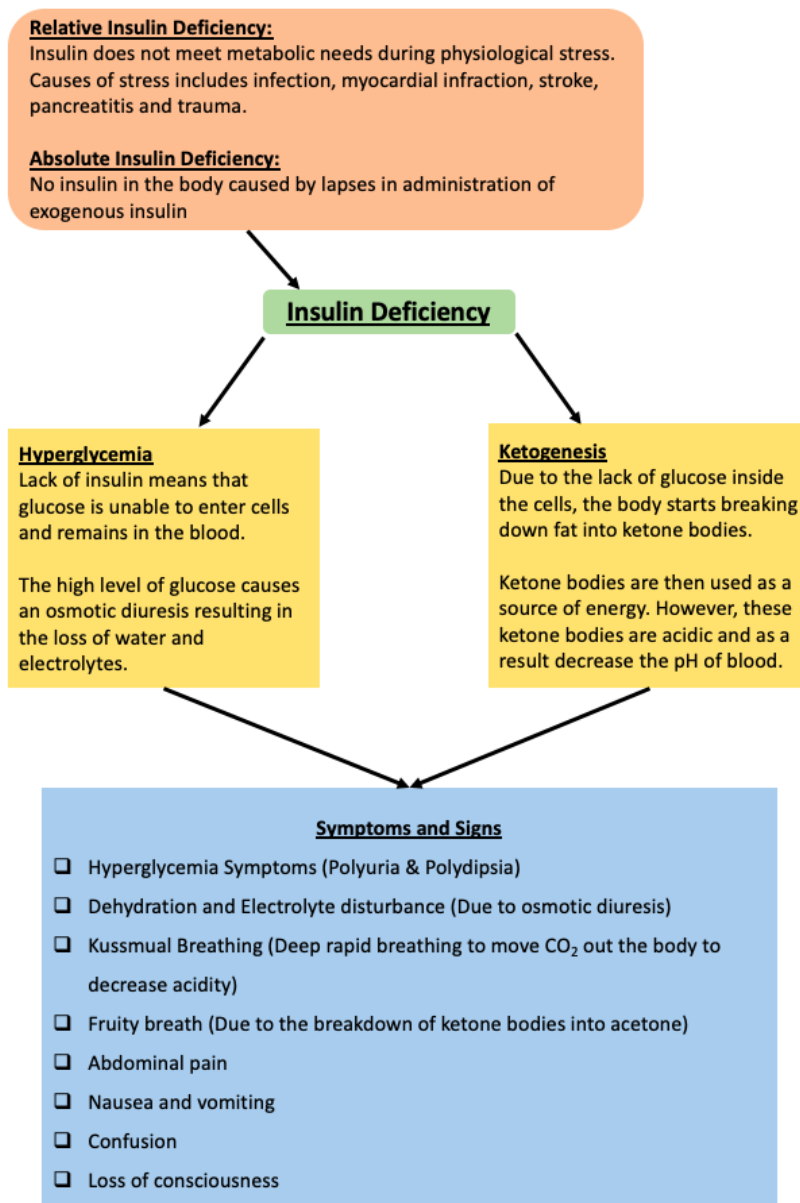 Relative Insulin Deficiency:
Insulin does not meet metabolic needs during physiological stress.
Causes of stress includes infection, myocardial infraction, stroke,
pancreatitis and trauma.
Absolute Insulin Deficiency:
No insulin in the body caused by lapses in administration of
exogenous insulin
Insulin Deficiency
Hyperglycemia
Lack of insulin means that
glucose is unable to enter cells
and remains in the blood.
The high level of glucose causes
an osmotic diuresis resulting in
the loss of water and
electrolytes.
Ketogenesis
Due to the lack of glucose inside
the cells, the body starts breaking
down fat into ketone bodies.
Ketone bodies are then used as a
source of energy. However, these
ketone bodies are acidic and as a
result decrease the pH of blood.
Symptoms and Signs
❑ Hyperglycemia Symptoms (Polyuria & Polydipsia)
❑ Dehydration and Electrolyte disturbance (Due to osmotic diuresis)
❑ Kussmual Breathing (Deep rapid breathing to move CO₂ out the body to
decrease acidity)
❑ Fruity breath (Due to the breakdown of ketone bodies into acetone)
❑ Abdominal pain
❑ Nausea and vomiting
❑ Confusion
❑ Loss of consciousness